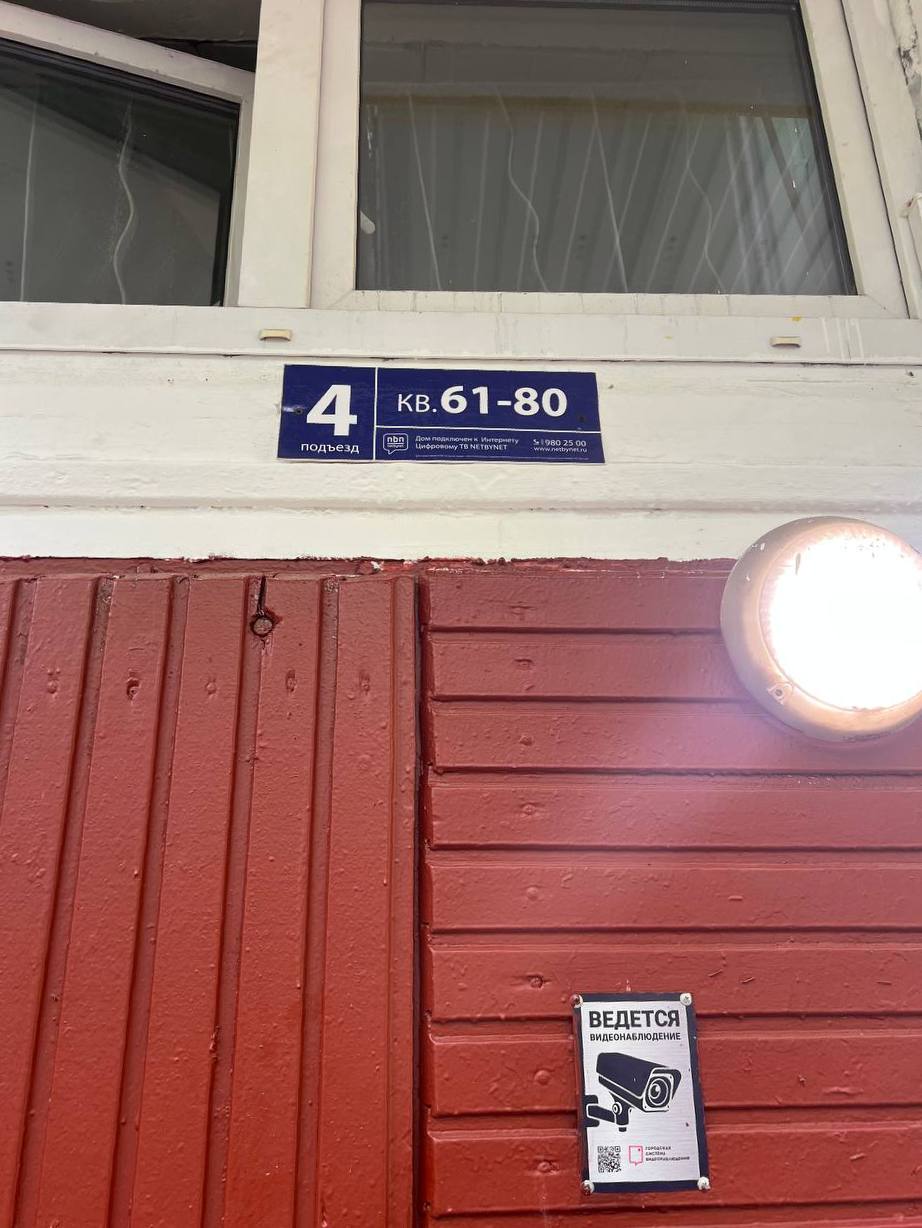 4
подъезд
кв.61-80
nbn
netbynet
Дом подключен к Интернету
Цифровому ТВ NETBYNET
980 25 00
www.netbynet.ru
ВЕДЕТСЯ
ВИДЕОНАБЛЮДЕНИЕ
ГОРОДСКАЯ
СИСТЕМА
ВИДЕОНАБЛЮДЕНИЯ